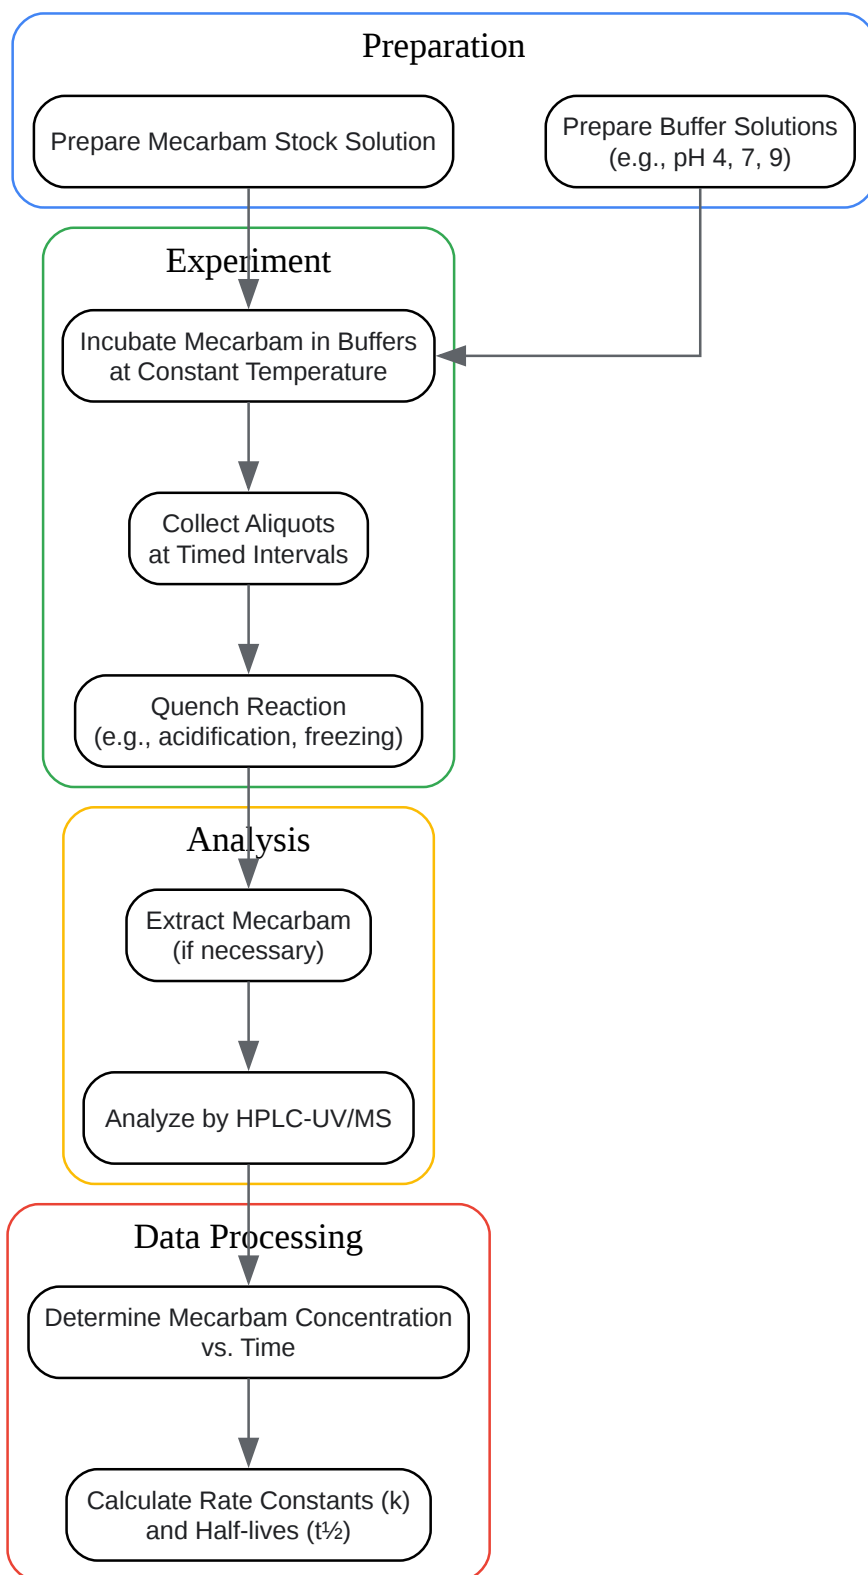 Preparation
Prepare Mecarbam Stock Solution
Prepare Buffer Solutions
(e.g., pH 4, 7, 9)
Experiment
Incubate Mecarbam in Buffers
at Constant Temperature
Collect Aliquots
at Timed Intervals
Quench Reaction
(e.g., acidification, freezing)
Analysis
Extract Mecarbam
(if necessary)
Analyze by HPLC-UV/MS
Data Processing
Determine Mecarbam Concentration
vs. Time
Calculate Rate Constants (k)
and Half-lives (t½)